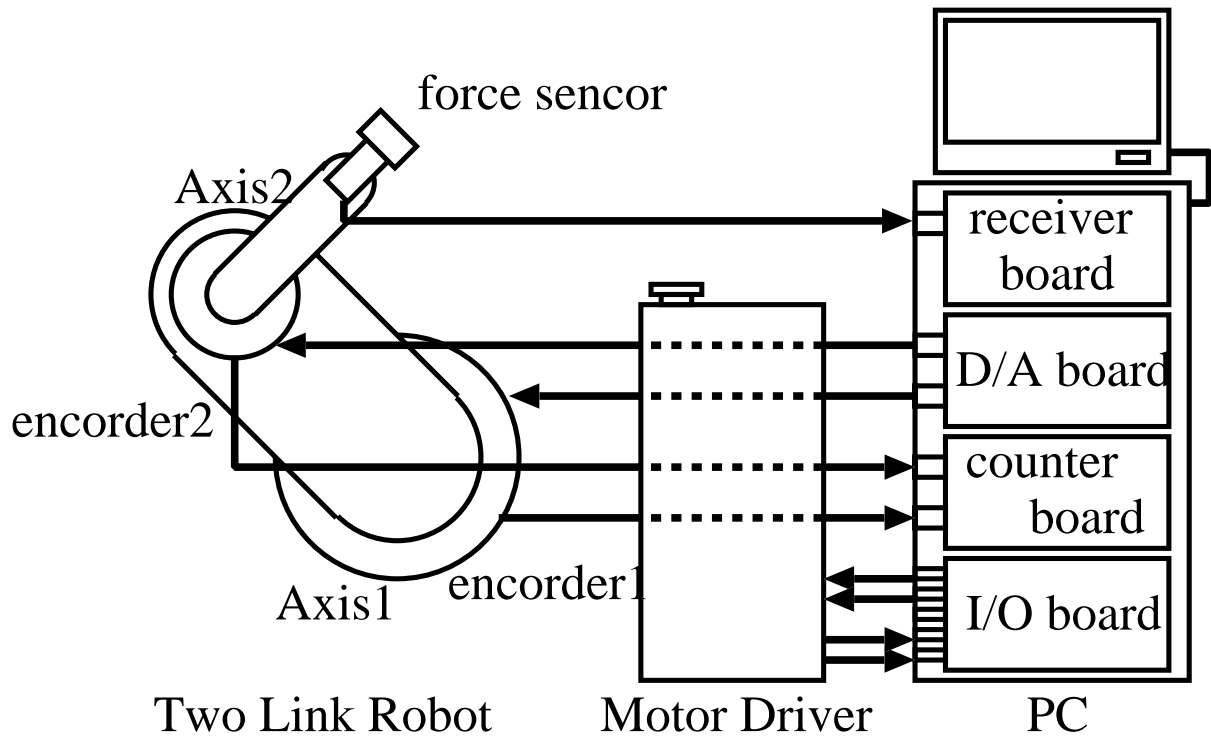 force sencor
Axis2
receiver
board
D/A board
encorder2
counter
board
Axis1
encorder1
I/O board
Two Link Robot
Motor Driver
PC